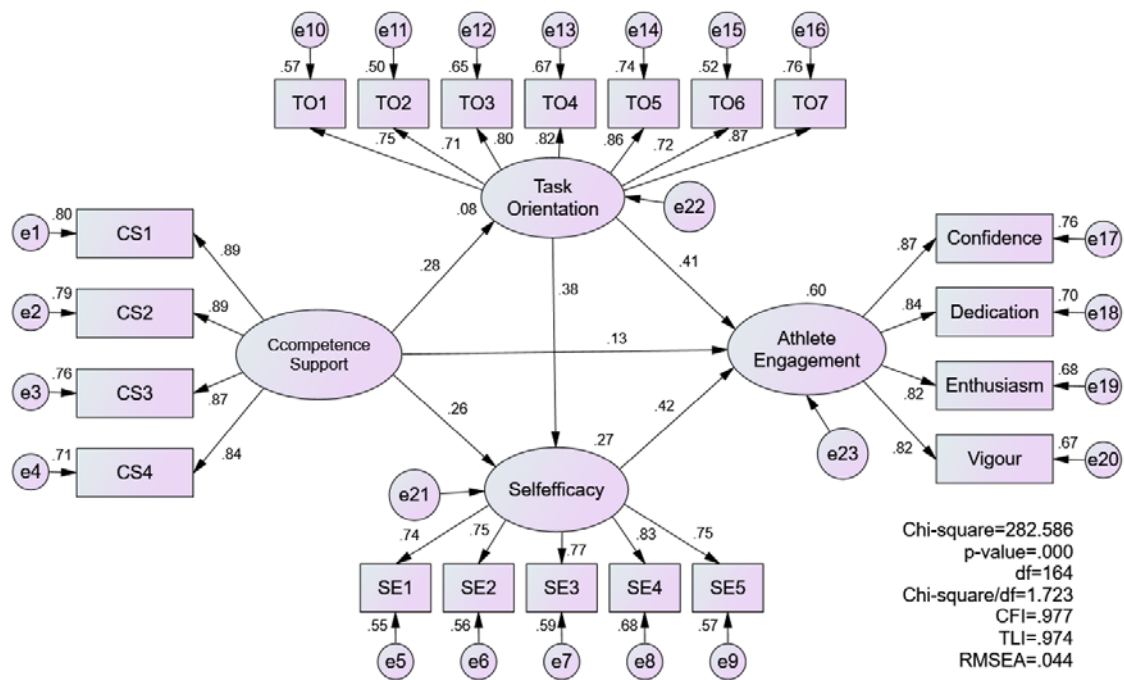 e10 e11 e12 e13 e14 e15 e16
.57 .50 .65 .67 .74 .52 .76
TO1 TO2 TO3 TO4 TO5 TO6 TO7
.75 .71 .80 .82 .86 .72 .87
Task
Orientation
.08
e22
e1 .80 CS1 .89
e2 .79 CS2 .89
e3 .76 CS3 .87
e4 .71 CS4 .84
Ccompetence
Support
.28
.38
.41
.13
.26
.42
.60
Athlete
Engagement
e23
.87 Confidence .76 e17
.84 Dedication .70 e18
.82 Enthusiasm .68 e19
.82 Vigour .67 e20
.27
Selfefficacy
e21
.74 .75 .77 .83 .75
SE1 SE2 SE3 SE4 SE5
.55 .56 .59 .68 .57
e5 e6 e7 e8 e9
Chi-square=282.586
p-value=.000
df=164
Chi-square/df=1.723
CFI=.977
TLI=.974
RMSEA=.044